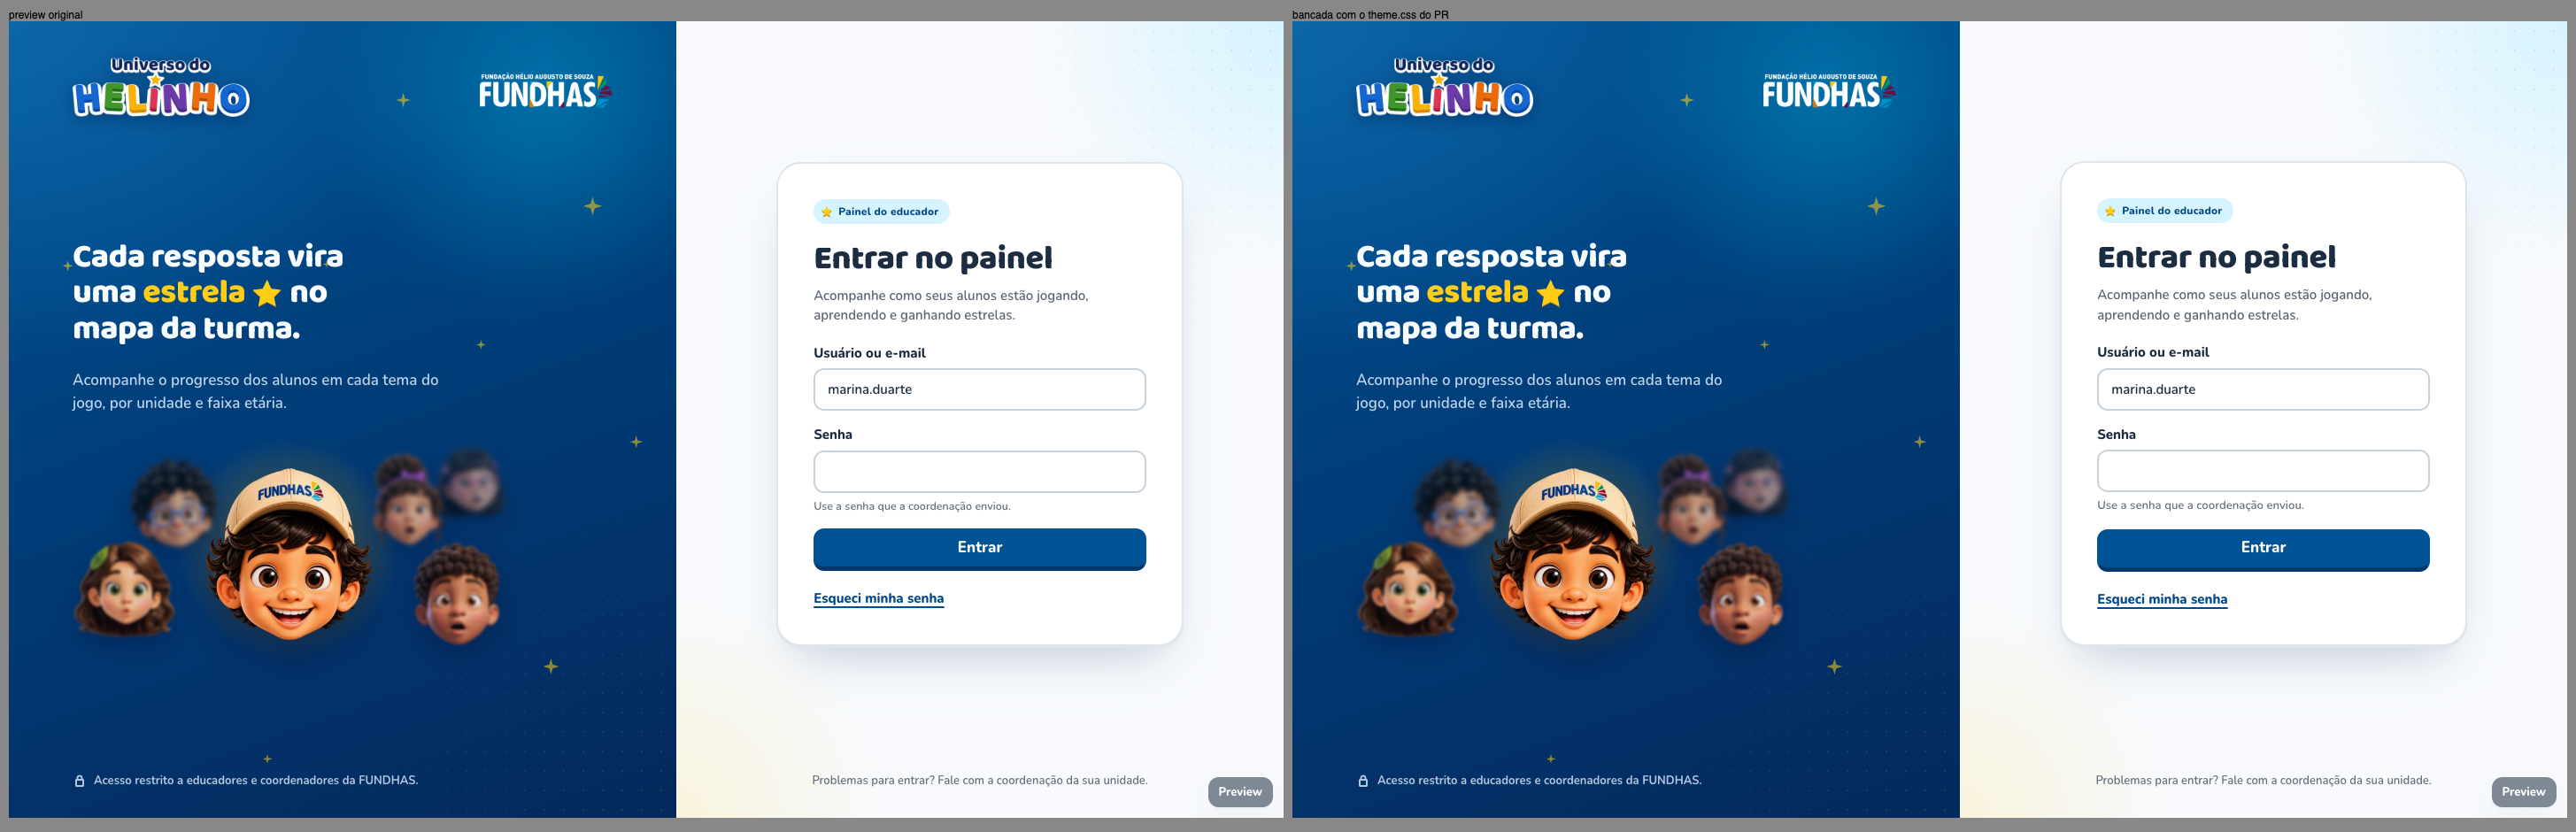 preview original
Universo do
HELINHO
FUNDAÇÃO HÉLIO AUGUSTO DE SOUZA
FUNDHAS
Cada resposta vira
uma estrela ⭐ no
mapa da turma.
Acompanhe o progresso dos alunos em cada tema do
jogo, por unidade e faixa etária.
FUNDHAS
Acesso restrito a educadores e coordenadores da FUNDHAS.
⭐ Painel do educador
Entrar no painel
Acompanhe como seus alunos estão jogando,
aprendendo e ganhando estrelas.
Usuário ou e-mail
marina.duarte
Senha
Use a senha que a coordenação enviou.
Entrar
Esqueci minha senha
Problemas para entrar? Fale com a coordenação da sua unidade.
Preview
bancada com o theme.css do PR
Universo do
HELINHO
FUNDAÇÃO HÉLIO AUGUSTO DE SOUZA
FUNDHAS
Cada resposta vira
uma estrela ⭐ no
mapa da turma.
Acompanhe o progresso dos alunos em cada tema do
jogo, por unidade e faixa etária.
FUNDHAS
Acesso restrito a educadores e coordenadores da FUNDHAS.
⭐ Painel do educador
Entrar no painel
Acompanhe como seus alunos estão jogando,
aprendendo e ganhando estrelas.
Usuário ou e-mail
marina.duarte
Senha
Use a senha que a coordenação enviou.
Entrar
Esqueci minha senha
Problemas para entrar? Fale com a coordenação da sua unidade.
Preview